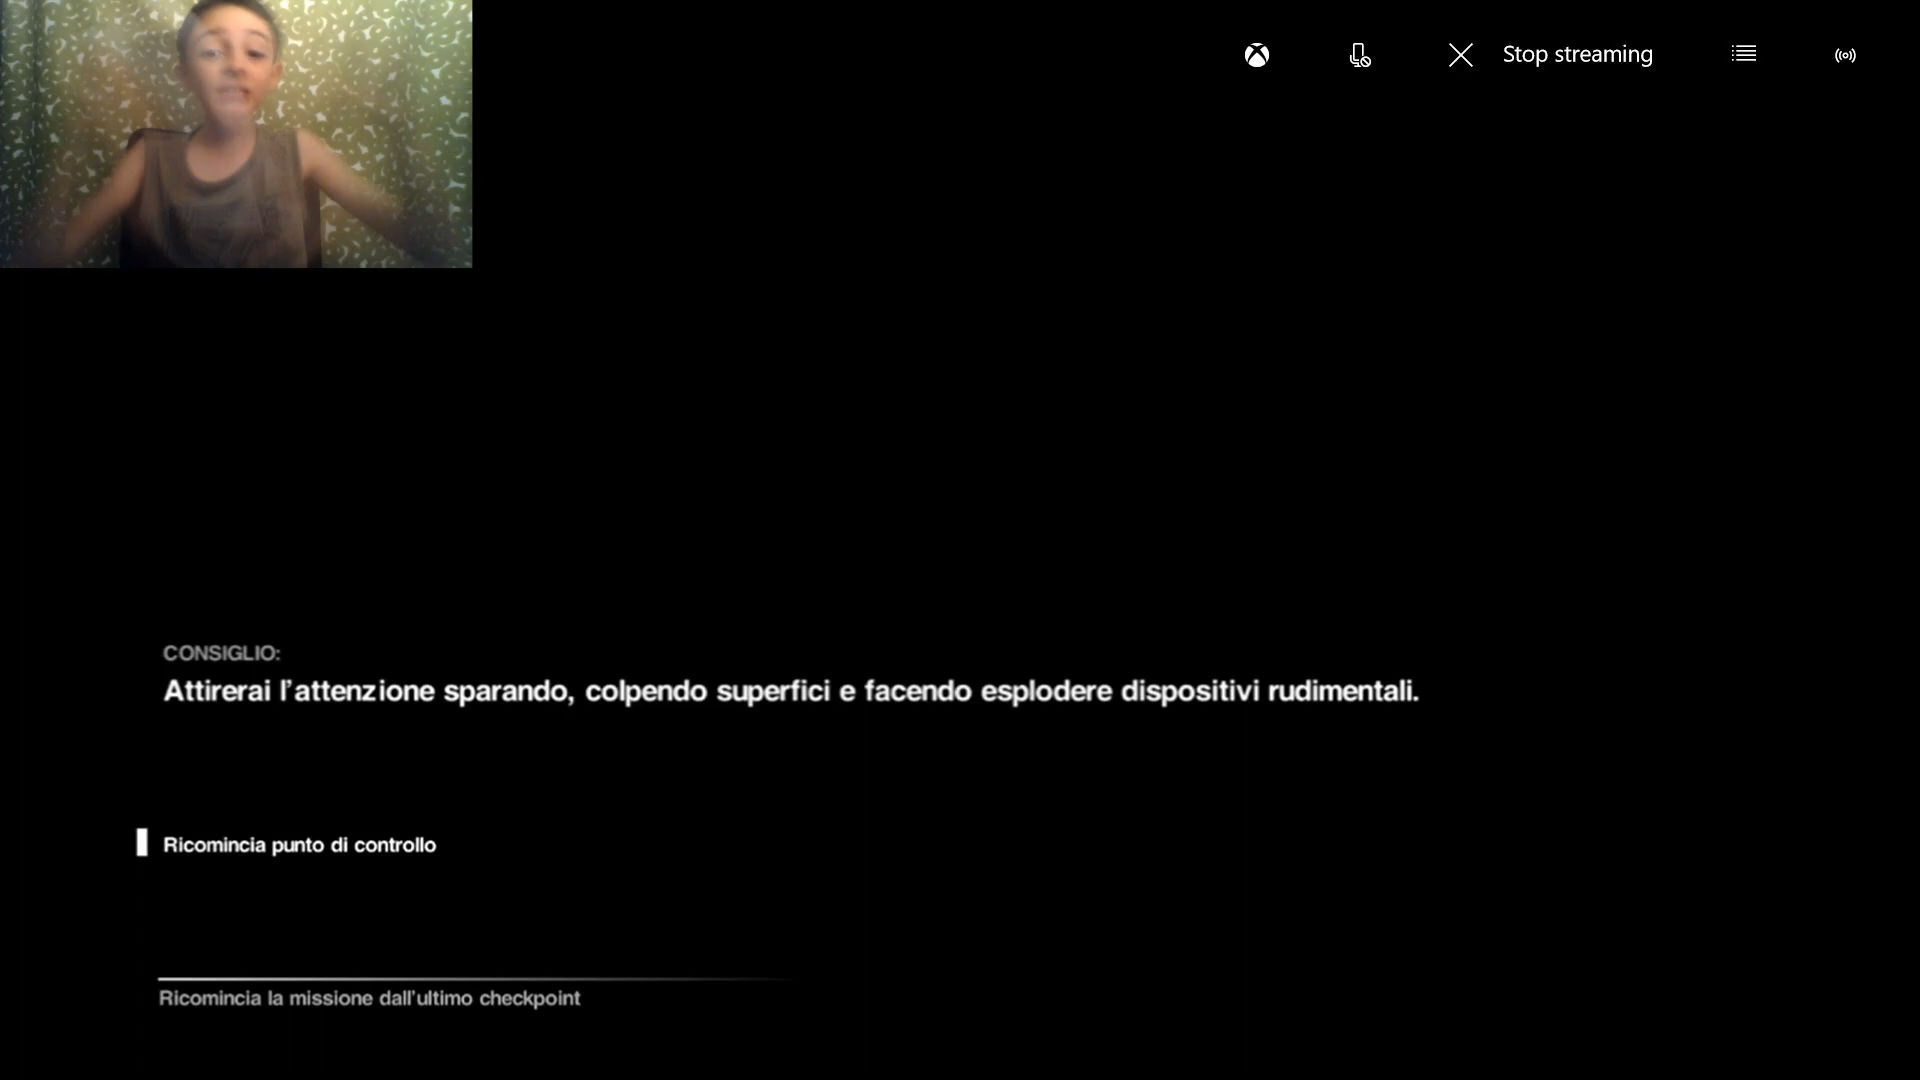 Stop streaming
CONSIGLIO:
Attirerai l'attenzione sparando, colpendo superfici e facendo esplodere dispositivi rudimentali.
Ricomincia punto di controllo
Ricomincia la missione dall'ultimo checkpoint